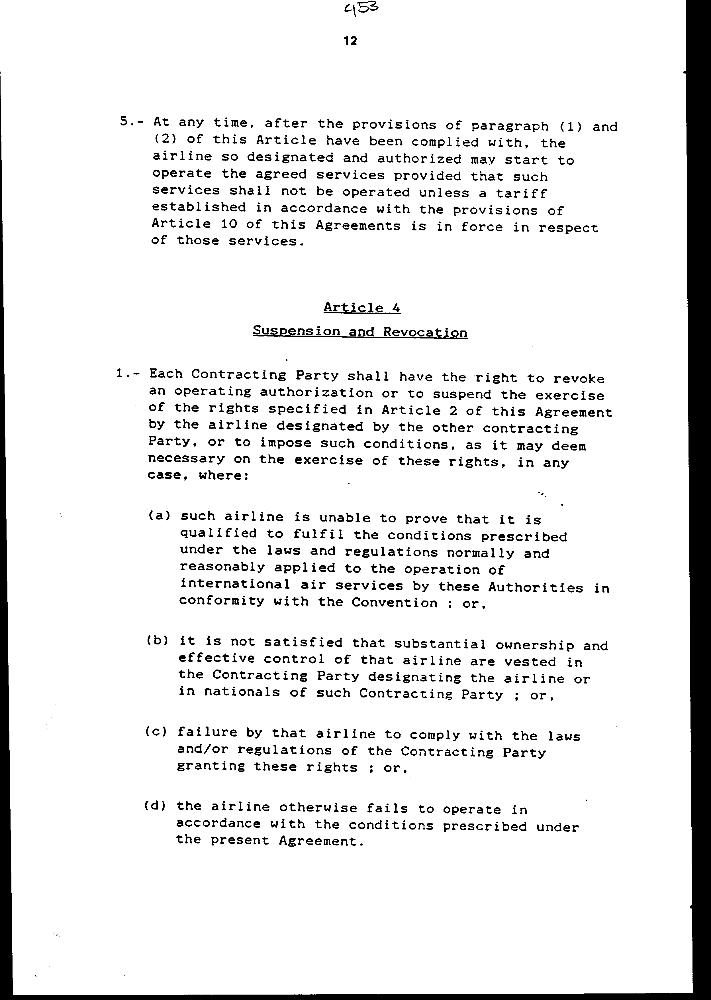 453
12
5.- At any time, after the provisions of paragraph (1) and
(2) of this Article have been complied with, the
airline so designated and authorized may start to
operate the agreed services provided that such
services shall not be operated unless a tariff
established in accordance with the provisions of
Article 10 of this Agreements is in force in respect
of those services.
Article 4
Suspension and Revocation
1.- Each Contracting Party shall have the right to revoke
an operating authorization or to suspend the exercise
of the rights specified in Article 2 of this Agreement
by the airline designated by the other contracting
Party, or to impose such conditions, as it may deem
necessary on the exercise of these rights, in any
case, where:
(a) such airline is unable to prove that it is
qualified to fulfil the conditions prescribed
under the laws and regulations normally and
reasonably applied to the operation of
international air services by these Authorities in
conformity with the Convention ; or,
(b) it is not satisfied that substantial ownership and
effective control of that airline are vested in
the Contracting Party designating the airline or
in nationals of such Contracting Party ; or,
(c) failure by that airline to comply with the laws
and/or regulations of the Contracting Party
granting these rights ; or,
(d) the airline otherwise fails to operate in
accordance with the conditions prescribed under
the present Agreement.